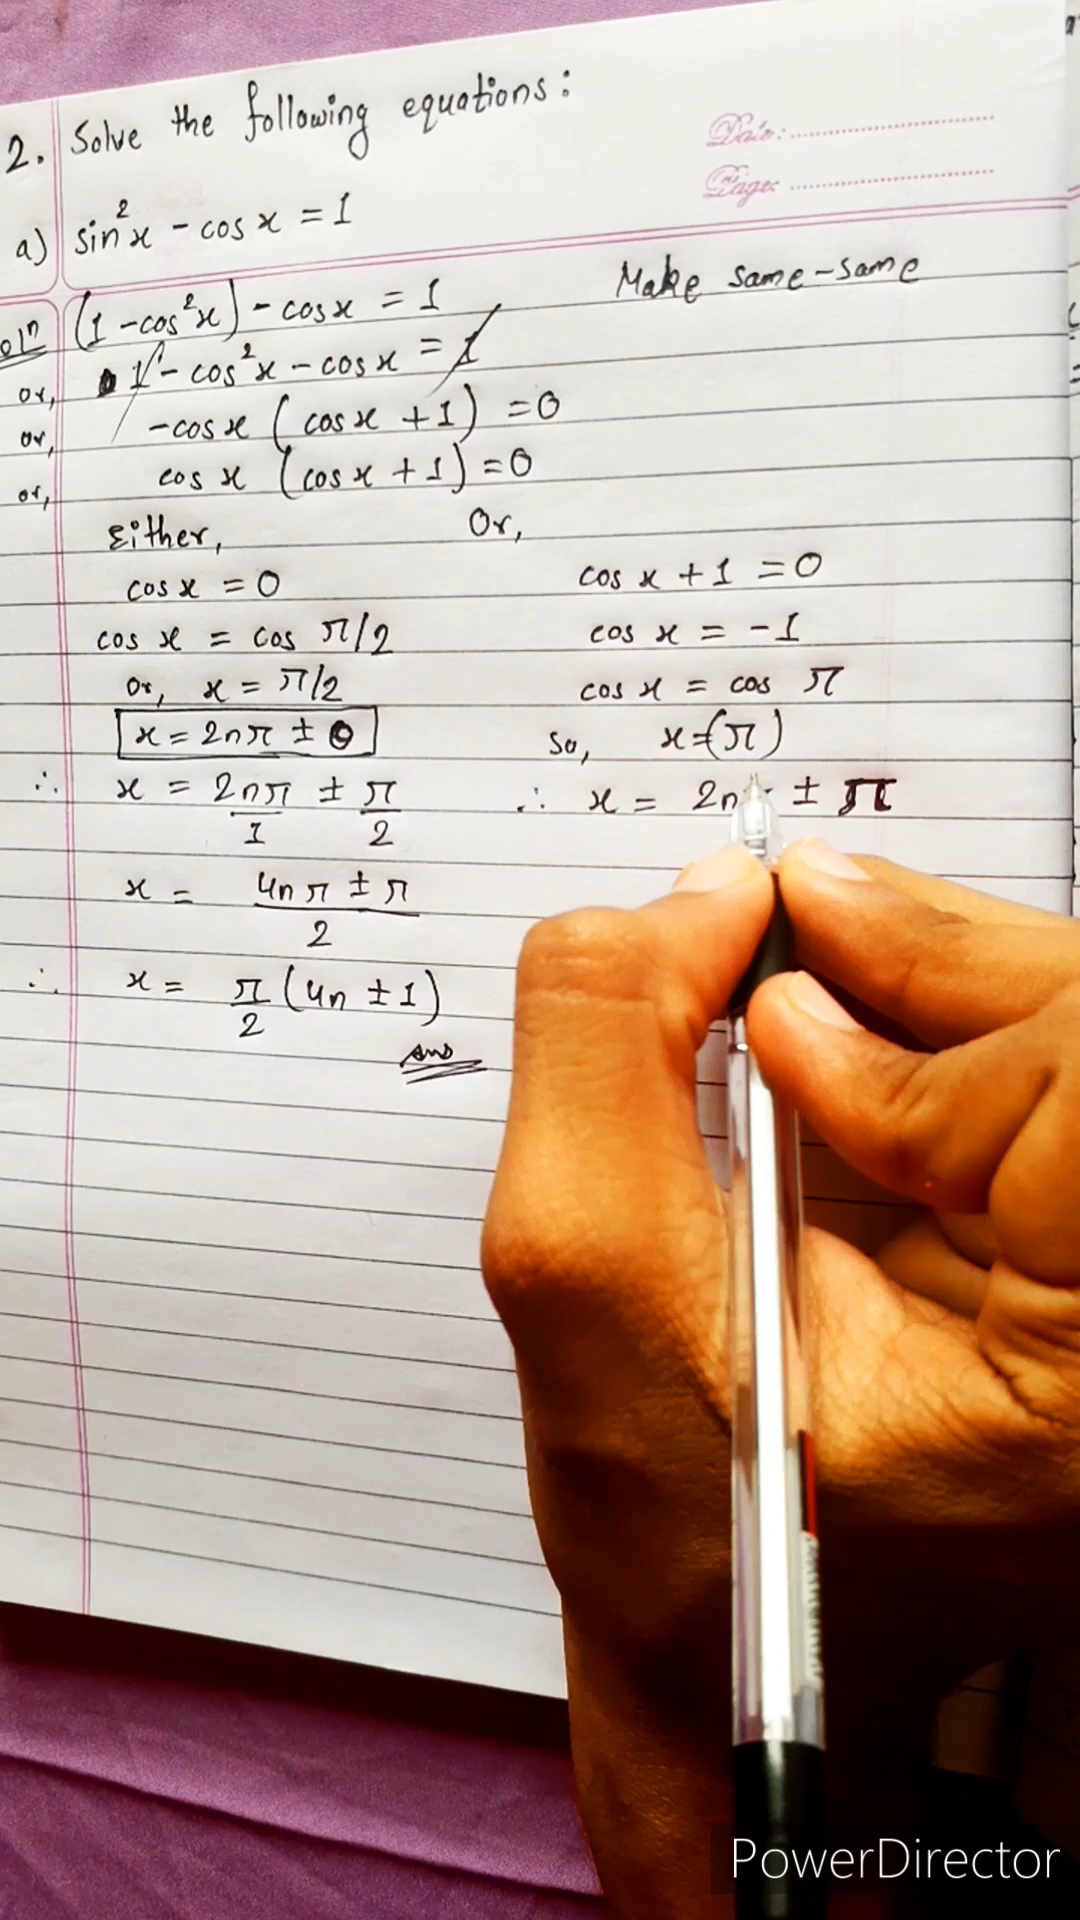 2. Solve the following equations:
Date:
Page:
a) sin²x - cos x = 1
Make same-same
Soln (1 - cos²x) - cos x = 1
or, 1 - cos²x - cos x = 1
or, -cos x (cos x + 1) = 0
or, cos x (cos x + 1) = 0
Either,
cos x = 0
cos x = cos π/2
Or, x = π/2
x = 2nπ ± θ
∴ x = 2nπ/1 ± π/2
x = 4nπ ± π/2
∴ x = π/2 (4n ± 1)
Ans
Or,
cos x + 1 = 0
cos x = -1
cos x = cos π
So, x = (π)
∴ x = 2n ± π
PowerDirector